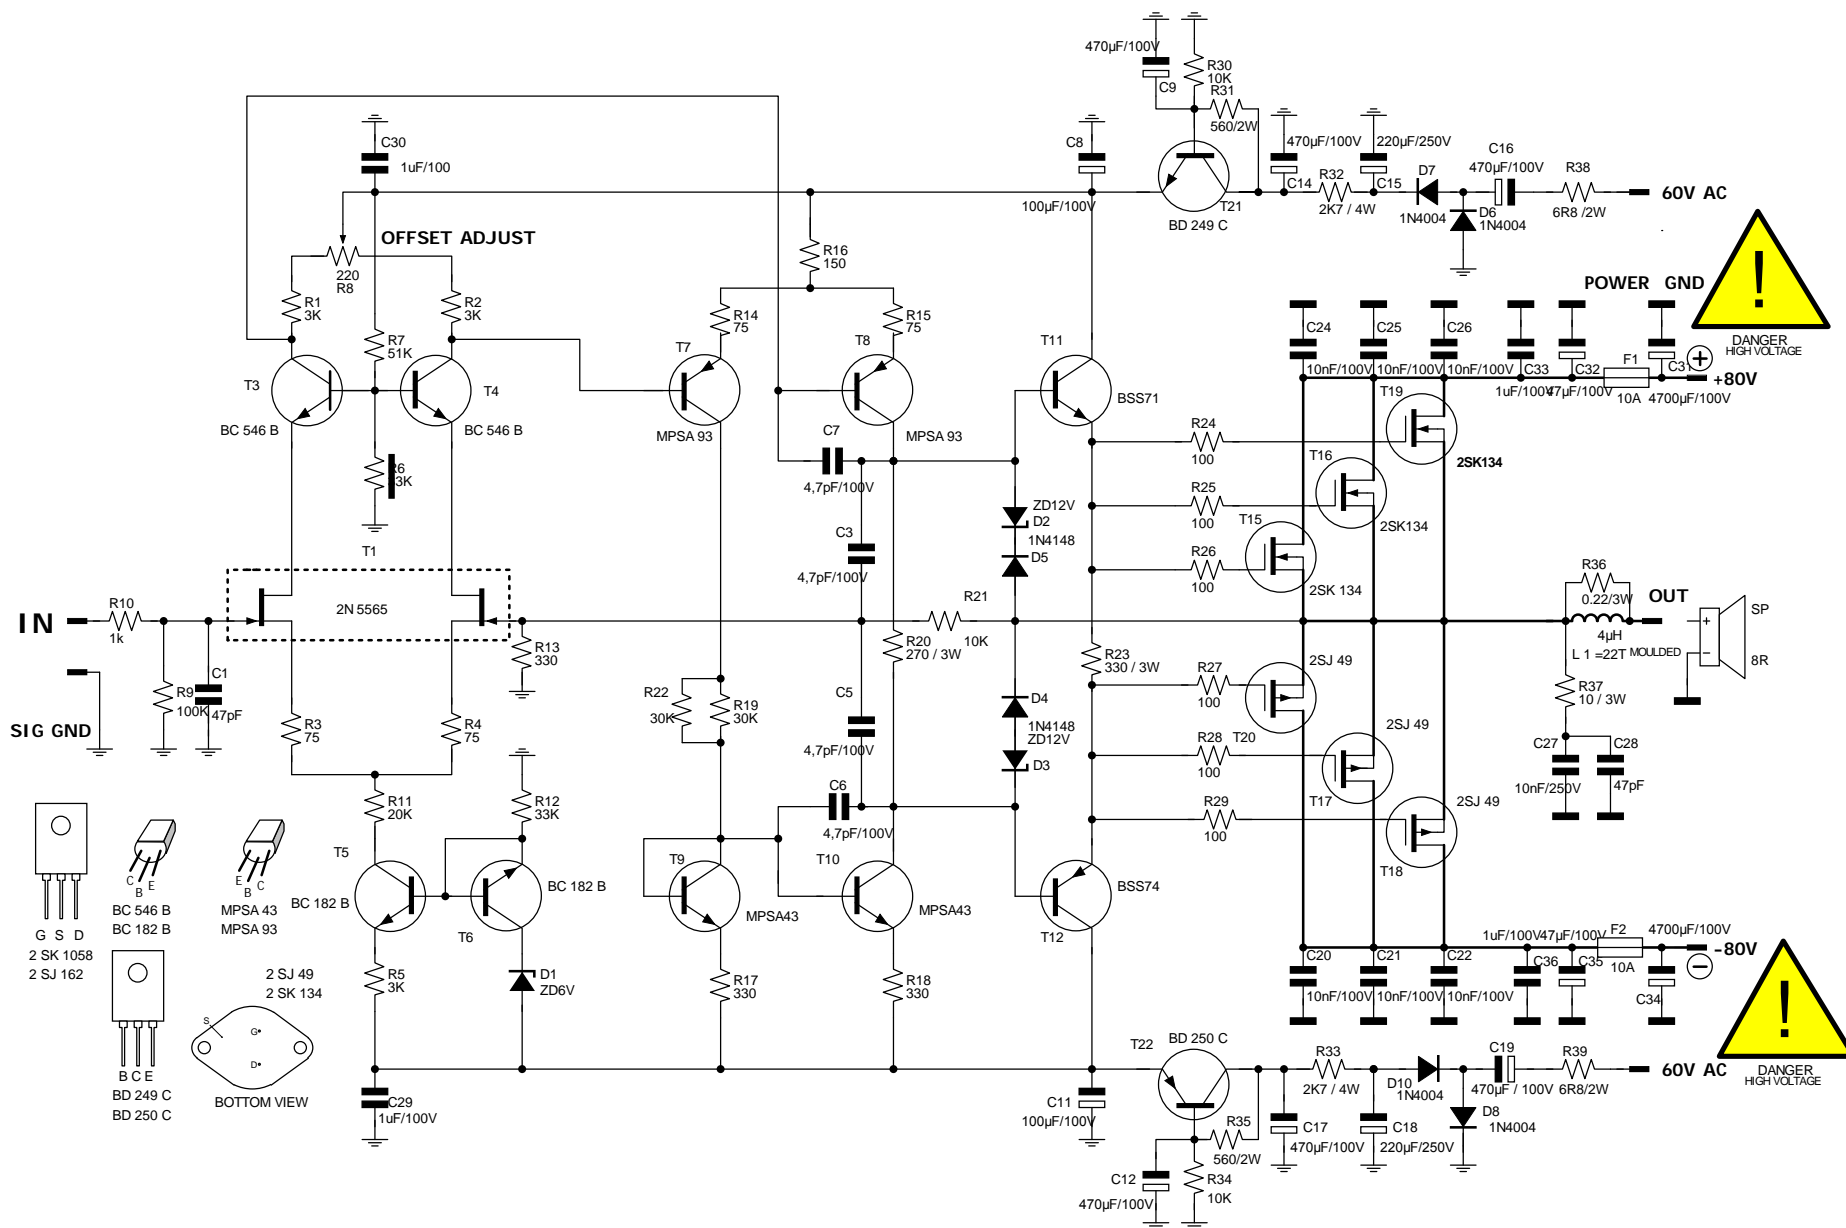 470µF/100V
C9
R30
10K
R31
560/2W
C30
1uF/100
C8
100µF/100V
T21
BD 249 C
470µF/100V
C14
R32
2K7 / 4W
220µF/250V
C15
D7
1N4004
D6
1N4004
C16
470µF/100V
R38
6R8 /2W
60V AC
OFFSET ADJUST
220
R8
R1
3K
R2
3K
R7
51K
R16
150
R14
75
R15
75
T3
BC 546 B
T4
BC 546 B
T7
MPSA 93
T8
MPSA 93
T11
BSS71
POWER GND
!
DANGER
HIGH VOLTAGE
C24
10nF/100V
C25
10nF/100V
C26
10nF/100V
C33
1uF/100V
C32
47µF/100V
F1
10A
C31
4700µF/100V
+
+80V
T19
2SK134
R24
100
T16
2SK134
R25
100
T15
2SK 134
R26
100
C7
4,7pF/100V
C3
4,7pF/100V
ZD12V
D2
1N4148
D5
T1
2N 5565
IN
R10
1k
R9
100K
C1
47pF
SIG GND
R13
330
R3
75
R4
75
R21
10K
R20
270 / 3W
R23
330 / 3W
R22
30K
R19
30K
C5
4,7pF/100V
D4
1N4148
ZD12V
D3
C6
4,7pF/100V
R27
100
2SJ 49
T20
R28
100
2SJ 49
T17
R29
100
2SJ 49
T18
R36
0.22/3W
OUT
4µH
L 1 =22T MOULDED
R37
10 / 3W
C27
10nF/250V
C28
47pF
SP
+
−
8R
R11
20K
R12
33K
T5
BC 182 B
T6
BC 182 B
R5
3K
D1
ZD6V
T9
MPSA43
T10
MPSA43
R17
330
R18
330
T12
BSS74
G S D
2 SK 1058
2 SJ 162
C B E
BC 546 B
BC 182 B
E B C
MPSA 43
MPSA 93
B C E
BD 249 C
BD 250 C
2 SJ 49
2 SK 134
S
G
D
BOTTOM VIEW
C20
10nF/100V
C21
10nF/100V
C22
10nF/100V
1uF/100V
C36
47µF/100V
C35
F2
10A
4700µF/100V
C34
-80V
−
!
DANGER
HIGH VOLTAGE
C29
1uF/100V
C11
100µF/100V
T22
BD 250 C
R33
2K7 / 4W
D10
1N4004
C19
470µF / 100V
R39
6R8/2W
60V AC
D8
1N4004
C17
470µF/100V
C18
220µF/250V
R35
560/2W
R34
10K
C12
470µF/100V